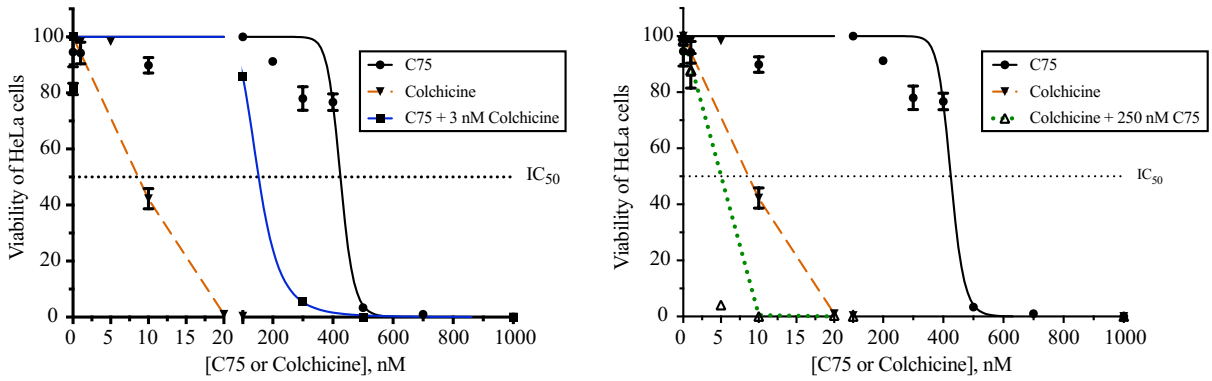 Viability of HeLa cells
100
80
60
40
20
0
0
5
10
15
20
200
400
600
800
1000
[C75 or Colchicine], nM
C75
Colchicine
C75 + 3 nM Colchicine
IC50
Viability of HeLa cells
100
80
60
40
20
0
0
5
10
15
20
200
400
600
800
1000
[C75 or Colchicine], nM
C75
Colchicine
Colchicine + 250 nM C75
IC50